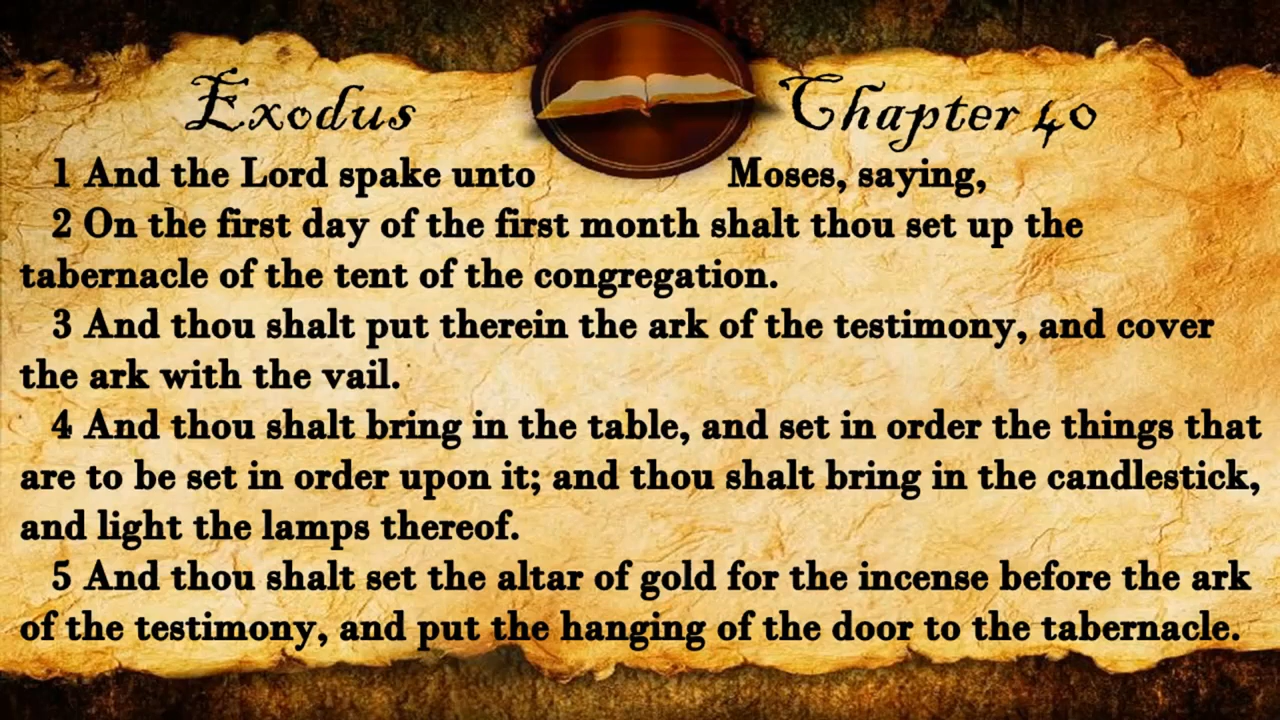 Exodus Chapter 40
1 And the Lord spake unto Moses, saying,
2 On the first day of the first month shalt thou set up the
tabernacle of the tent of the congregation.
3 And thou shalt put therein the ark of the testimony, and cover
the ark with the vail.
4 And thou shalt bring in the table, and set in order the things that
are to be set in order upon it; and thou shalt bring in the candlestick,
and light the lamps thereof.
5 And thou shalt set the altar of gold for the incense before the ark
of the testimony, and put the hanging of the door to the tabernacle.